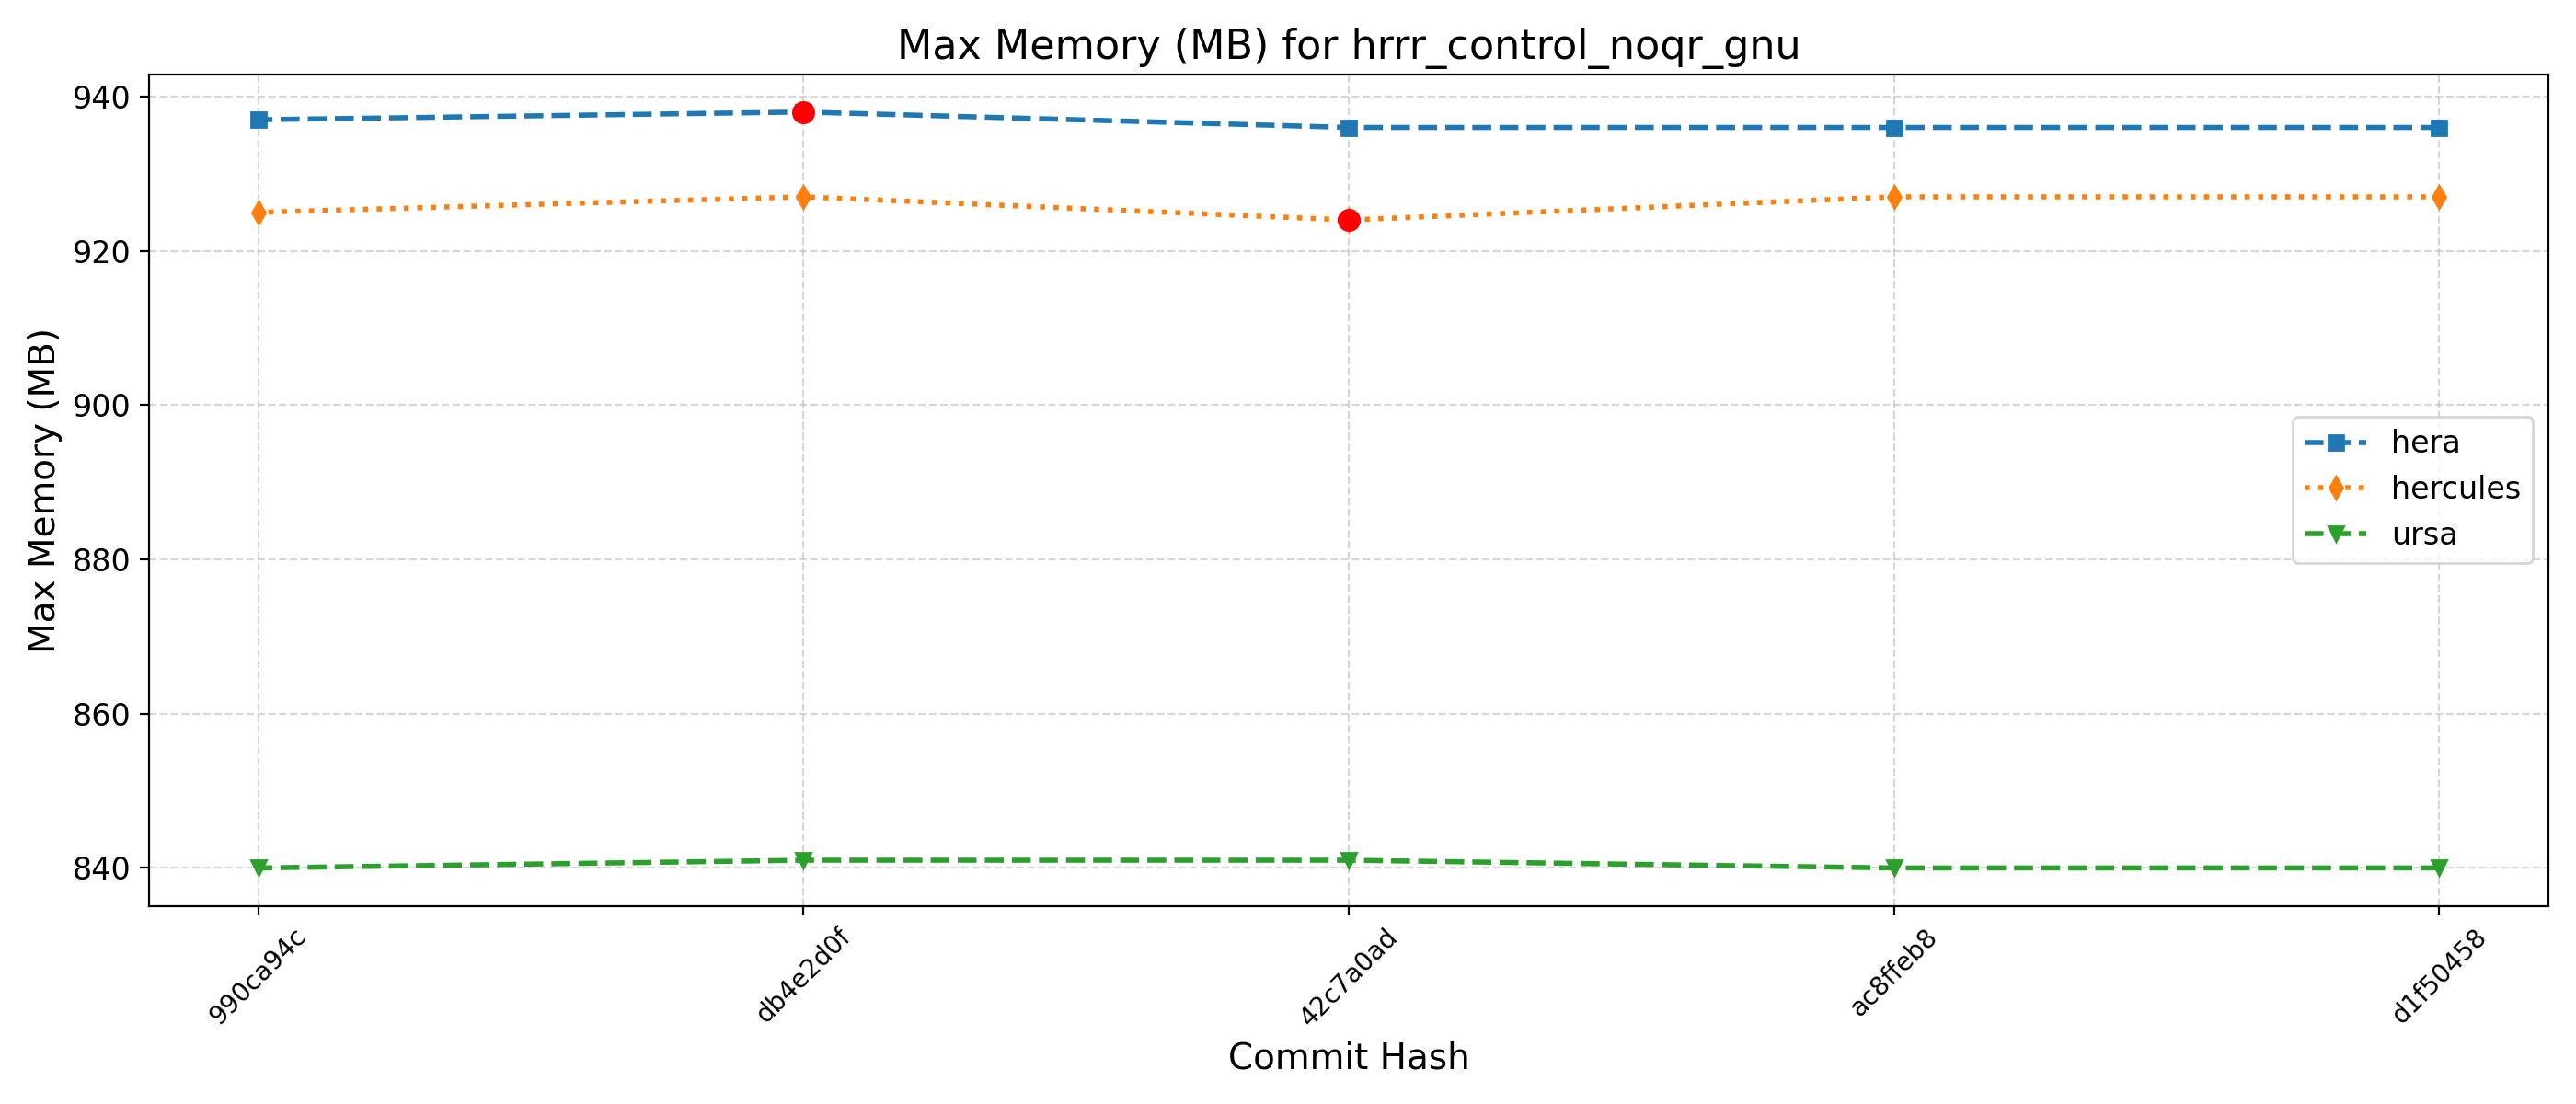 Max Memory (MB) for hrrr_control_noqr_gnu
Max Memory (MB)
940
920
900
880
860
840
hera
hercules
ursa
990ca94c
db4e2d0f
42c7a0ad
ac8ffeb8
d1f50458
Commit Hash